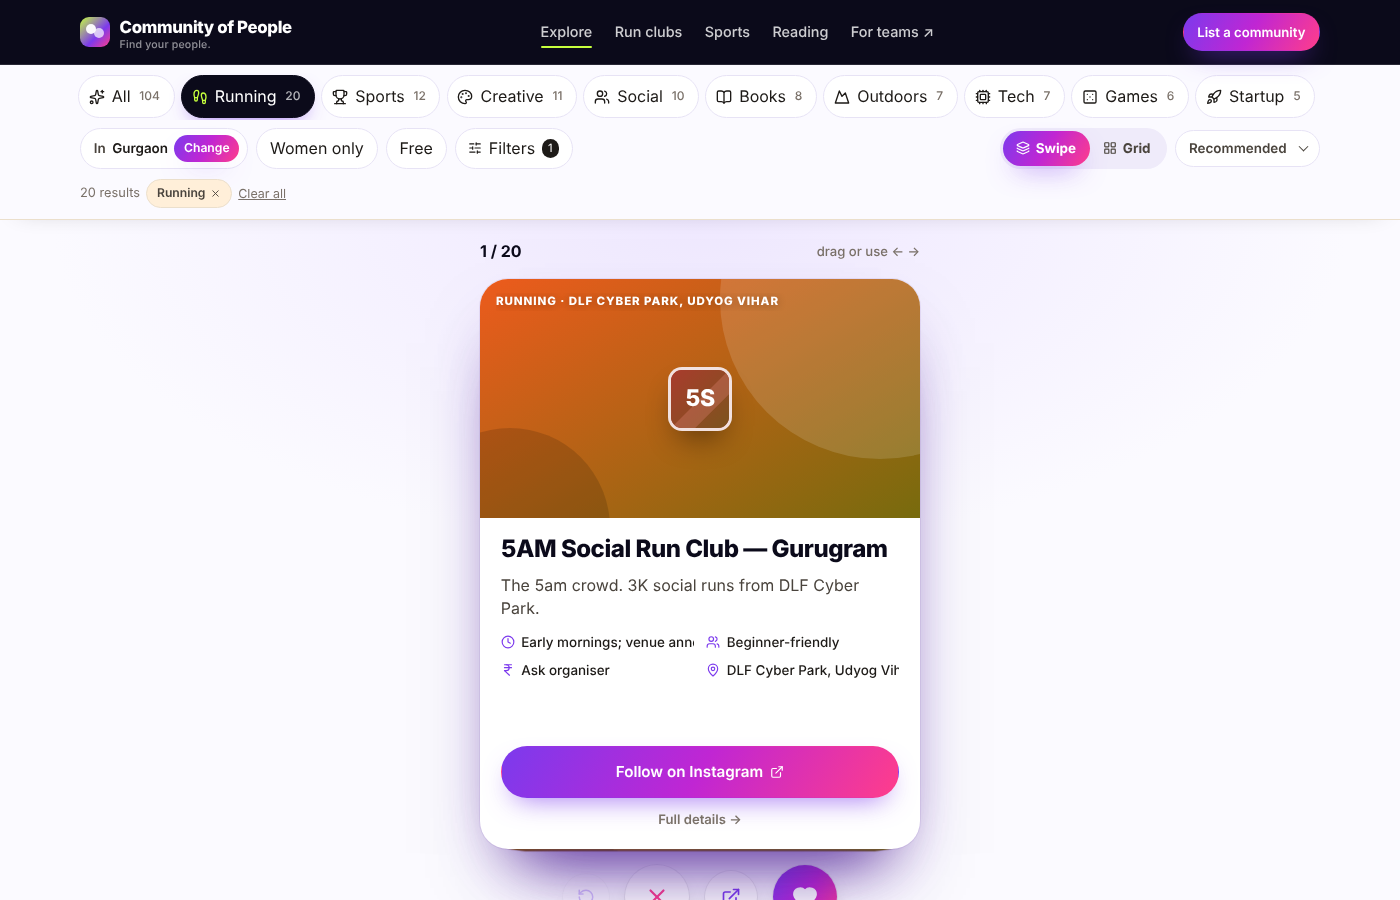 Community of People
Find your people.
Explore
Run clubs
Sports
Reading
For teams ↗
List a community
All 104
Running 20
Sports 12
Creative 11
Social 10
Books 8
Outdoors 7
Tech 7
Games 6
Startup 5
In Gurgaon Change
Women only
Free
Filters 1
Swipe
Grid
Recommended
20 results
Running ×
Clear all
1 / 20
drag or use ← →
RUNNING · DLF CYBER PARK, UDYOG VIHAR
5S
5AM Social Run Club — Gurugram
The 5am crowd. 3K social runs from DLF Cyber
Park.
Early mornings; venue ann
Beginner-friendly
₹ Ask organiser
DLF Cyber Park, Udyog Vih
Follow on Instagram
Full details →